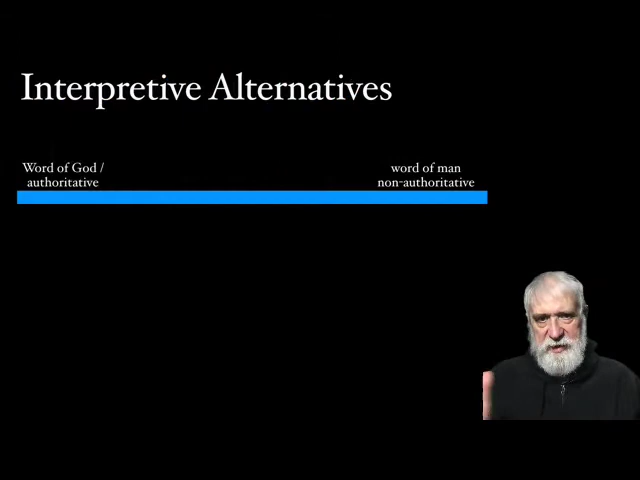 Interpretive Alternatives
Word of God /
authoritative
word of man
non-authoritative